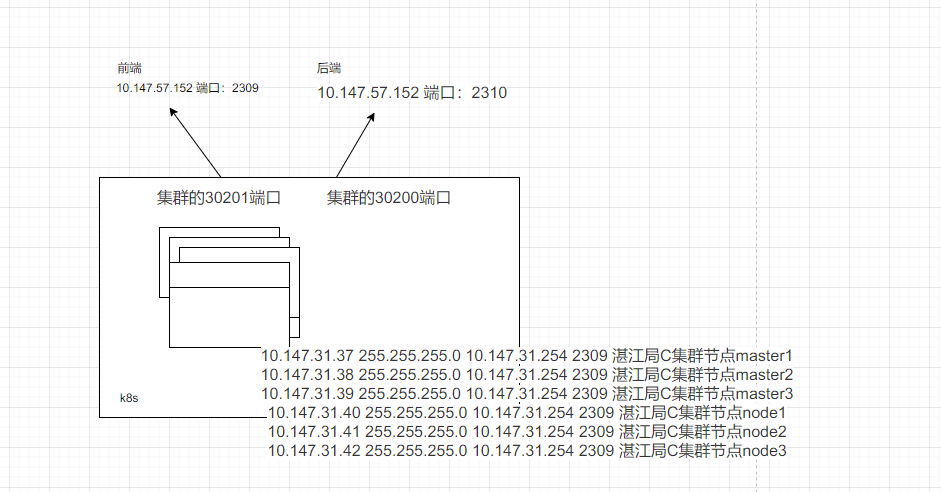 前端
10.147.57.152 端口：2309
后端
10.147.57.152 端口：2310
集群的30201端口
集群的30200端口
10.147.31.37 255.255.255.0 10.147.31.254 2309 湛江局C集群节点master1
10.147.31.38 255.255.255.0 10.147.31.254 2309 湛江局C集群节点master2
10.147.31.39 255.255.255.0 10.147.31.254 2309 湛江局C集群节点master3
10.147.31.40 255.255.255.0 10.147.31.254 2309 湛江局C集群节点node1
10.147.31.41 255.255.255.0 10.147.31.254 2309 湛江局C集群节点node2
10.147.31.42 255.255.255.0 10.147.31.254 2309 湛江局C集群节点node3
k8s